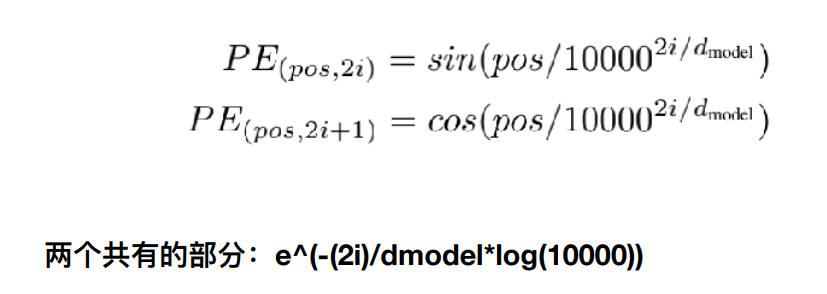 PE(pos,2i) = sin(pos/10000^2i/dmodel)
PE(pos,2i+1) = cos(pos/10000^2i/dmodel)
两个共有的部分：e^(-(2i)/dmodel*log(10000))